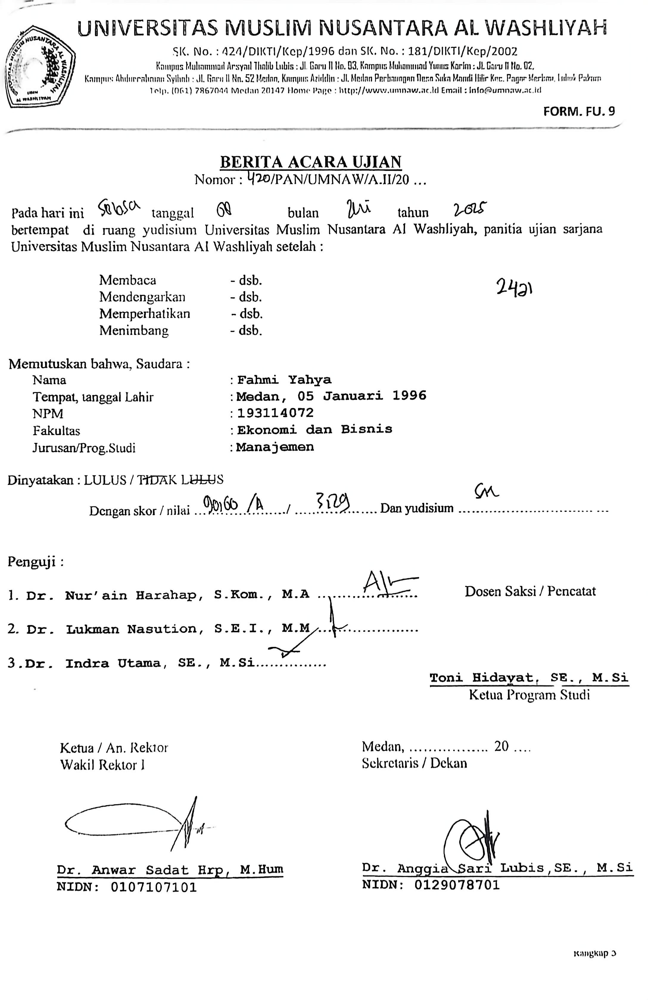 UNIVERSITAS MUSLIM NUSANTARA AL WASHLIYAH
SK. No. : 424/DIKTI/Kep/1996 dan SK. No. : 181/DIKTI/Kep/2002
Kampus Muhammad Arsyad Thalib Lubis : Jl. Garu II No. 93, Kampus Muhammad Yunus Karim : Jl. Garu II No. 02,
Kampus Abdurrahman Syihab : Jl. Garu II No. 52 Medan, Kampus Aziddin : Jl. Medan Perbaungan Desa Suka Mandi Hilir Kec. Pagar Merbau, Lubuk Pakam
Telp. (061) 7867044 Medan 20147 Home Page : http://www.umnaw.ac.id Email : info@umnaw.ac.id
FORM. FU. 9
BERITA ACARA UJIAN
Nomor : 420/PAN/UMNAW/A.II/20 ...
Pada hari ini Selasa tanggal bulan tahun 2025
bertempat di ruang yudisium Universitas Muslim Nusantara Al Washliyah, panitia ujian sarjana
Universitas Muslim Nusantara Al Washliyah setelah :
Membaca - dsb.
2421
Mendengarkan - dsb.
Memperhatikan - dsb.
Menimbang - dsb.
Memutuskan bahwa, Saudara :
Nama : Fahmi Yahya
Tempat, tanggal Lahir : Medan, 05 Januari 1996
NPM : 193114072
Fakultas : Ekonomi dan Bisnis
Jurusan/Prog.Studi : Manajemen
Dinyatakan : LULUS / TIDAK LULUS
Dengan skor / nilai 90,60 /A / 3,29 Dan yudisium SM
Penguji :
1. Dr. Nur'ain Harahap, S.Kom., M.A
Dosen Saksi / Pencatat
2. Dr. Lukman Nasution, S.E.I., M.M
3. Dr. Indra Utama, SE., M.Si
Toni Hidayat, SE., M.Si
Ketua Program Studi
Ketua / An. Rektor
Wakil Rektor I
Medan, ................. 20 ....
Sekretaris / Dekan
Dr. Anwar Sadat Hrp, M.Hum
NIDN: 0107107101
Dr. Anggia Sari Lubis,SE., M.Si
NIDN: 0129078701
Rangkap 3